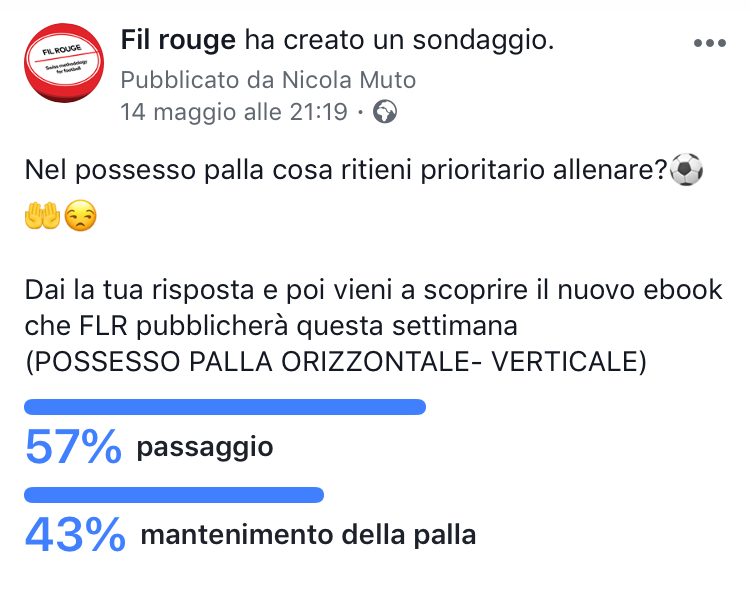 FIL ROUGE
Swiss methodology
for football
Fil rouge ha creato un sondaggio.
Pubblicato da Nicola Muto
14 maggio alle 21:19 ·
Nel possesso palla cosa ritieni prioritario allenare?⚽
🤲😒
Dai la tua risposta e poi vieni a scoprire il nuovo ebook
che FLR pubblicherà questa settimana
(POSSESSO PALLA ORIZZONTALE- VERTICALE)
57% passaggio
43% mantenimento della palla